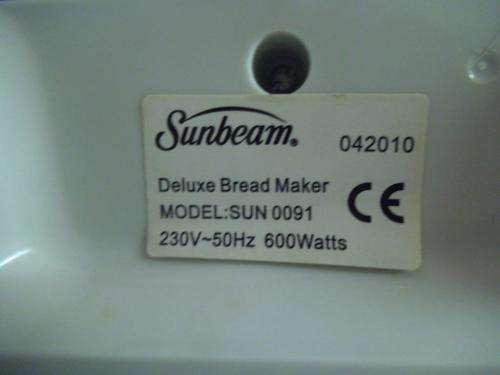 Sunbeam® 042010
Deluxe Bread Maker
MODEL:SUN 0091 CE
230V~50Hz 600Watts